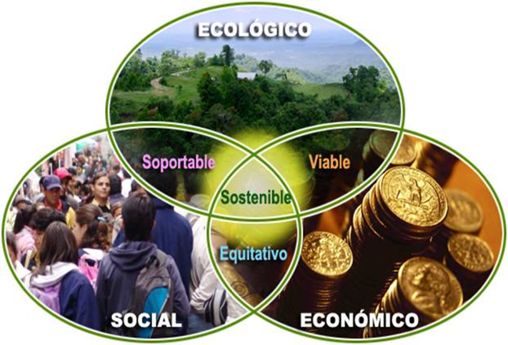 ECOLÓGICO
Soportable
Viable
Sostenible
Equitativo
SOCIAL
ECONÓMICO